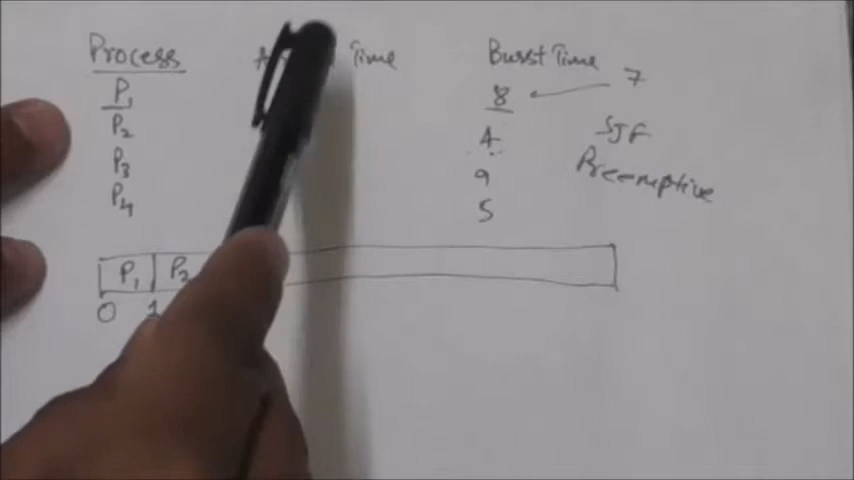 Process Time Burst Time
P1 8 7
P2 4 SJF
P3 9 Preemptive
P4 5
P1 P2
0 1